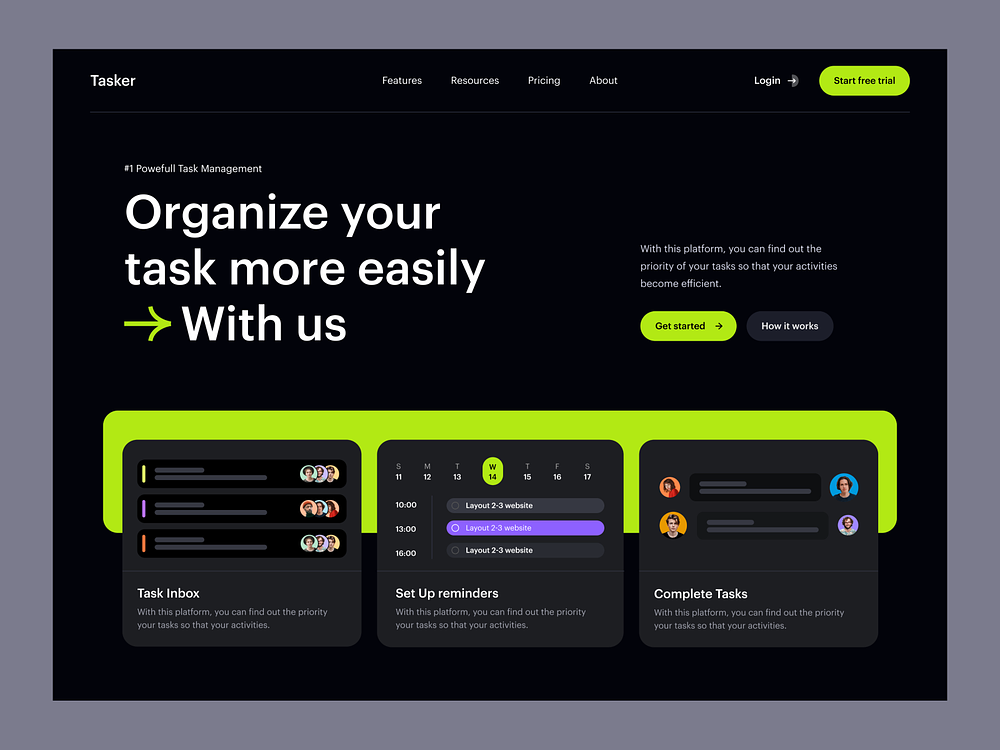 Tasker
Features Resources Pricing About
Login
Start free trial
#1 Powefull Task Management
Organize your
task more easily
With us
With this platform, you can find out the
priority of your tasks so that your activities
become efficient.
Get started
How it works
S M T W T F S
11 12 13 14 15 16 17
10:00 Layout 2-3 website
13:00 Layout 2-3 website
16:00 Layout 2-3 website
Task Inbox
With this platform, you can find out the priority
your tasks so that your activities.
Set Up reminders
With this platform, you can find out the priority
your tasks so that your activities.
Complete Tasks
With this platform, you can find out the priority
your tasks so that your activities.